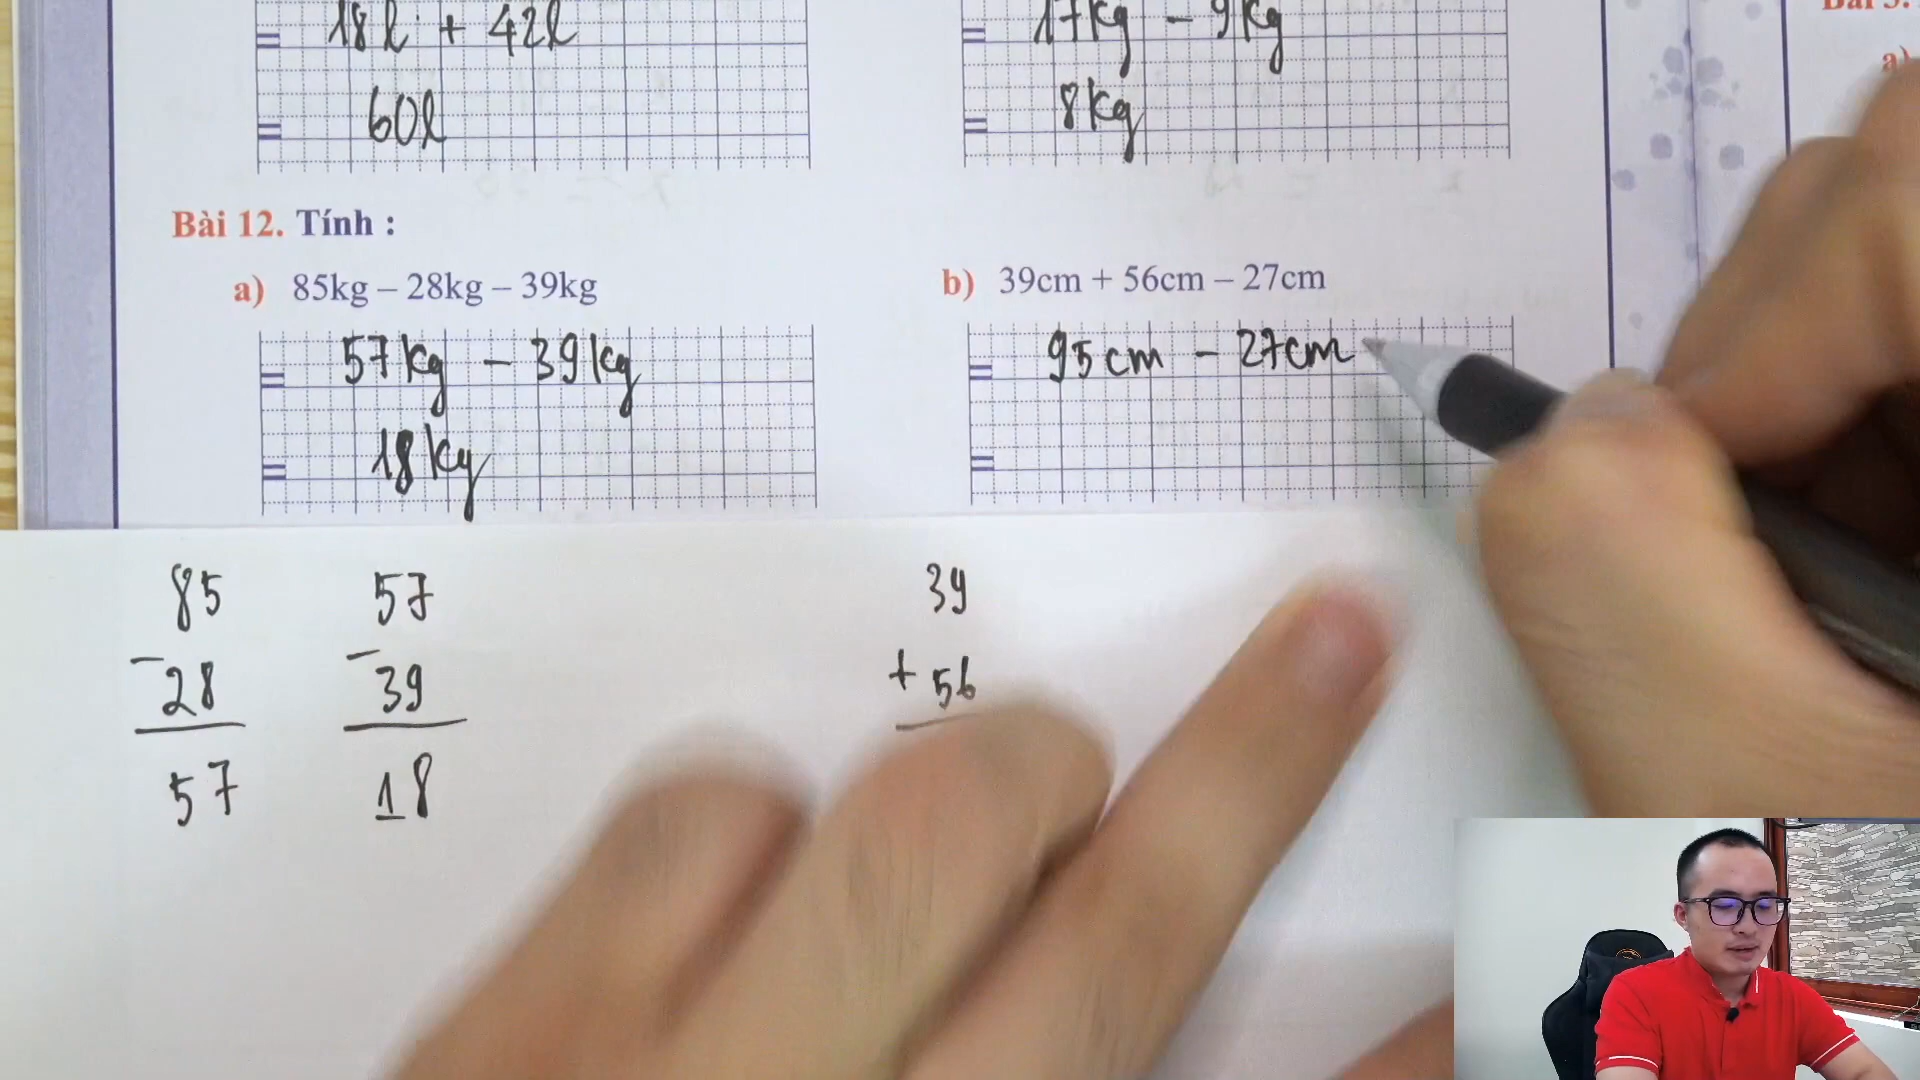 = 18l + 42l
= 60l
= 17kg - 9kg
= 8kg
Bài 12. Tính :
a) 85kg – 28kg – 39kg
= 57kg - 39kg
= 18kg
b) 39cm + 56cm – 27cm
= 95cm - 27cm
=
85
- 28
57
57
- 39
18
39
+ 56
a)